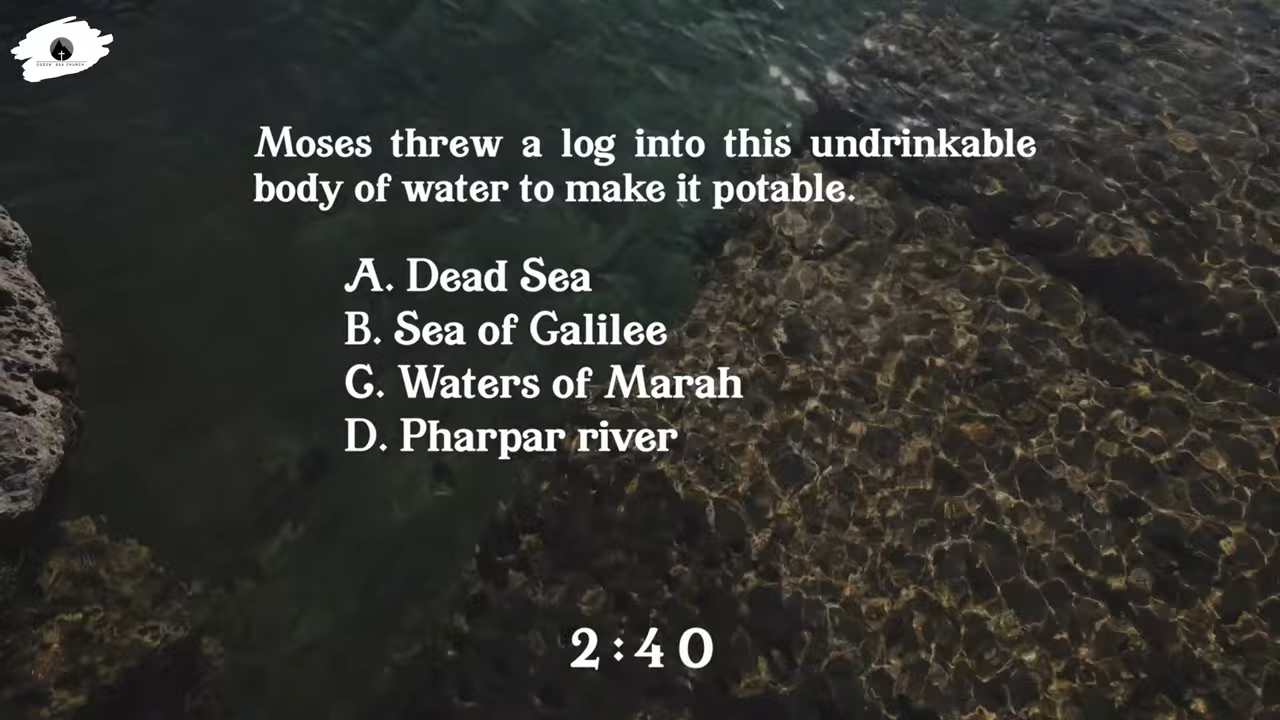 Moses threw a log into this undrinkable
body of water to make it potable.
A. Dead Sea
B. Sea of Galilee
C. Waters of Marah
D. Pharpar river
2:40